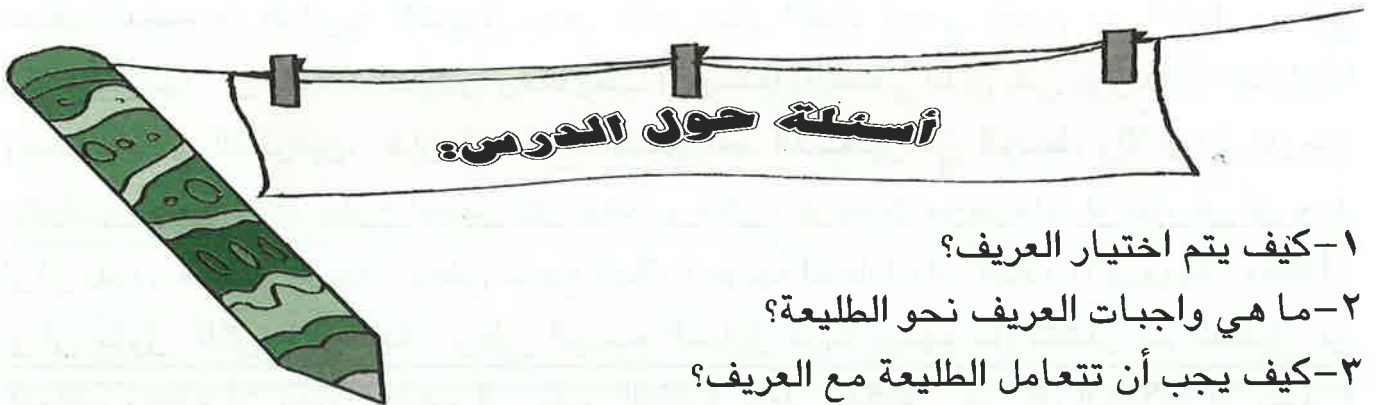 أسئلة حول الدرس:
١-كيف يتم اختيار العريف؟
٢-ما هي واجبات العريف نحو الطليعة؟
٣-كيف يجب أن تتعامل الطليعة مع العريف؟